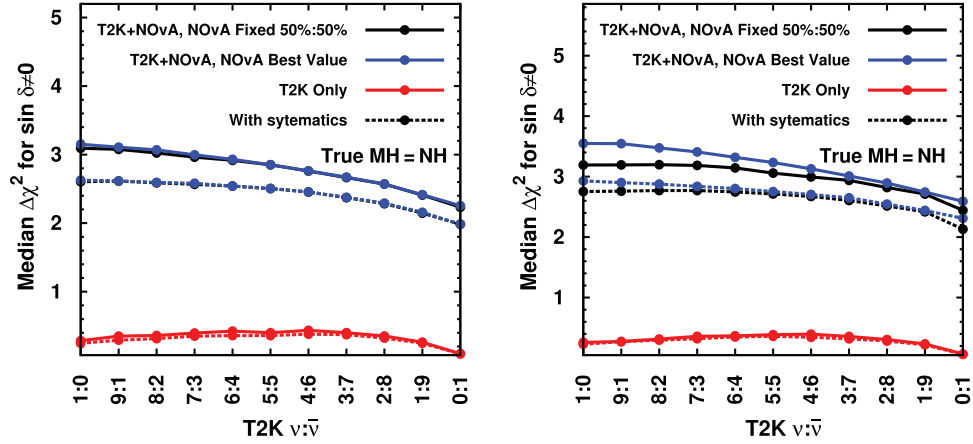 T2K+NOvA, NOvA Fixed 50%:50%
T2K+NOvA, NOvA Best Value
T2K Only
With sytematics
True MH = NH
Median Δχ² for sin δ≠0
5
4
3
2
1
1:0
9:1
8:2
7:3
6:4
5:5
4:6
3:7
2:8
1:9
0:1
T2K ν:ν̄
T2K+NOvA, NOvA Fixed 50%:50%
T2K+NOvA, NOvA Best Value
T2K Only
With sytematics
True MH = NH
Median Δχ² for sin δ≠0
5
4
3
2
1
1:0
9:1
8:2
7:3
6:4
5:5
4:6
3:7
2:8
1:9
0:1
T2K ν:ν̄